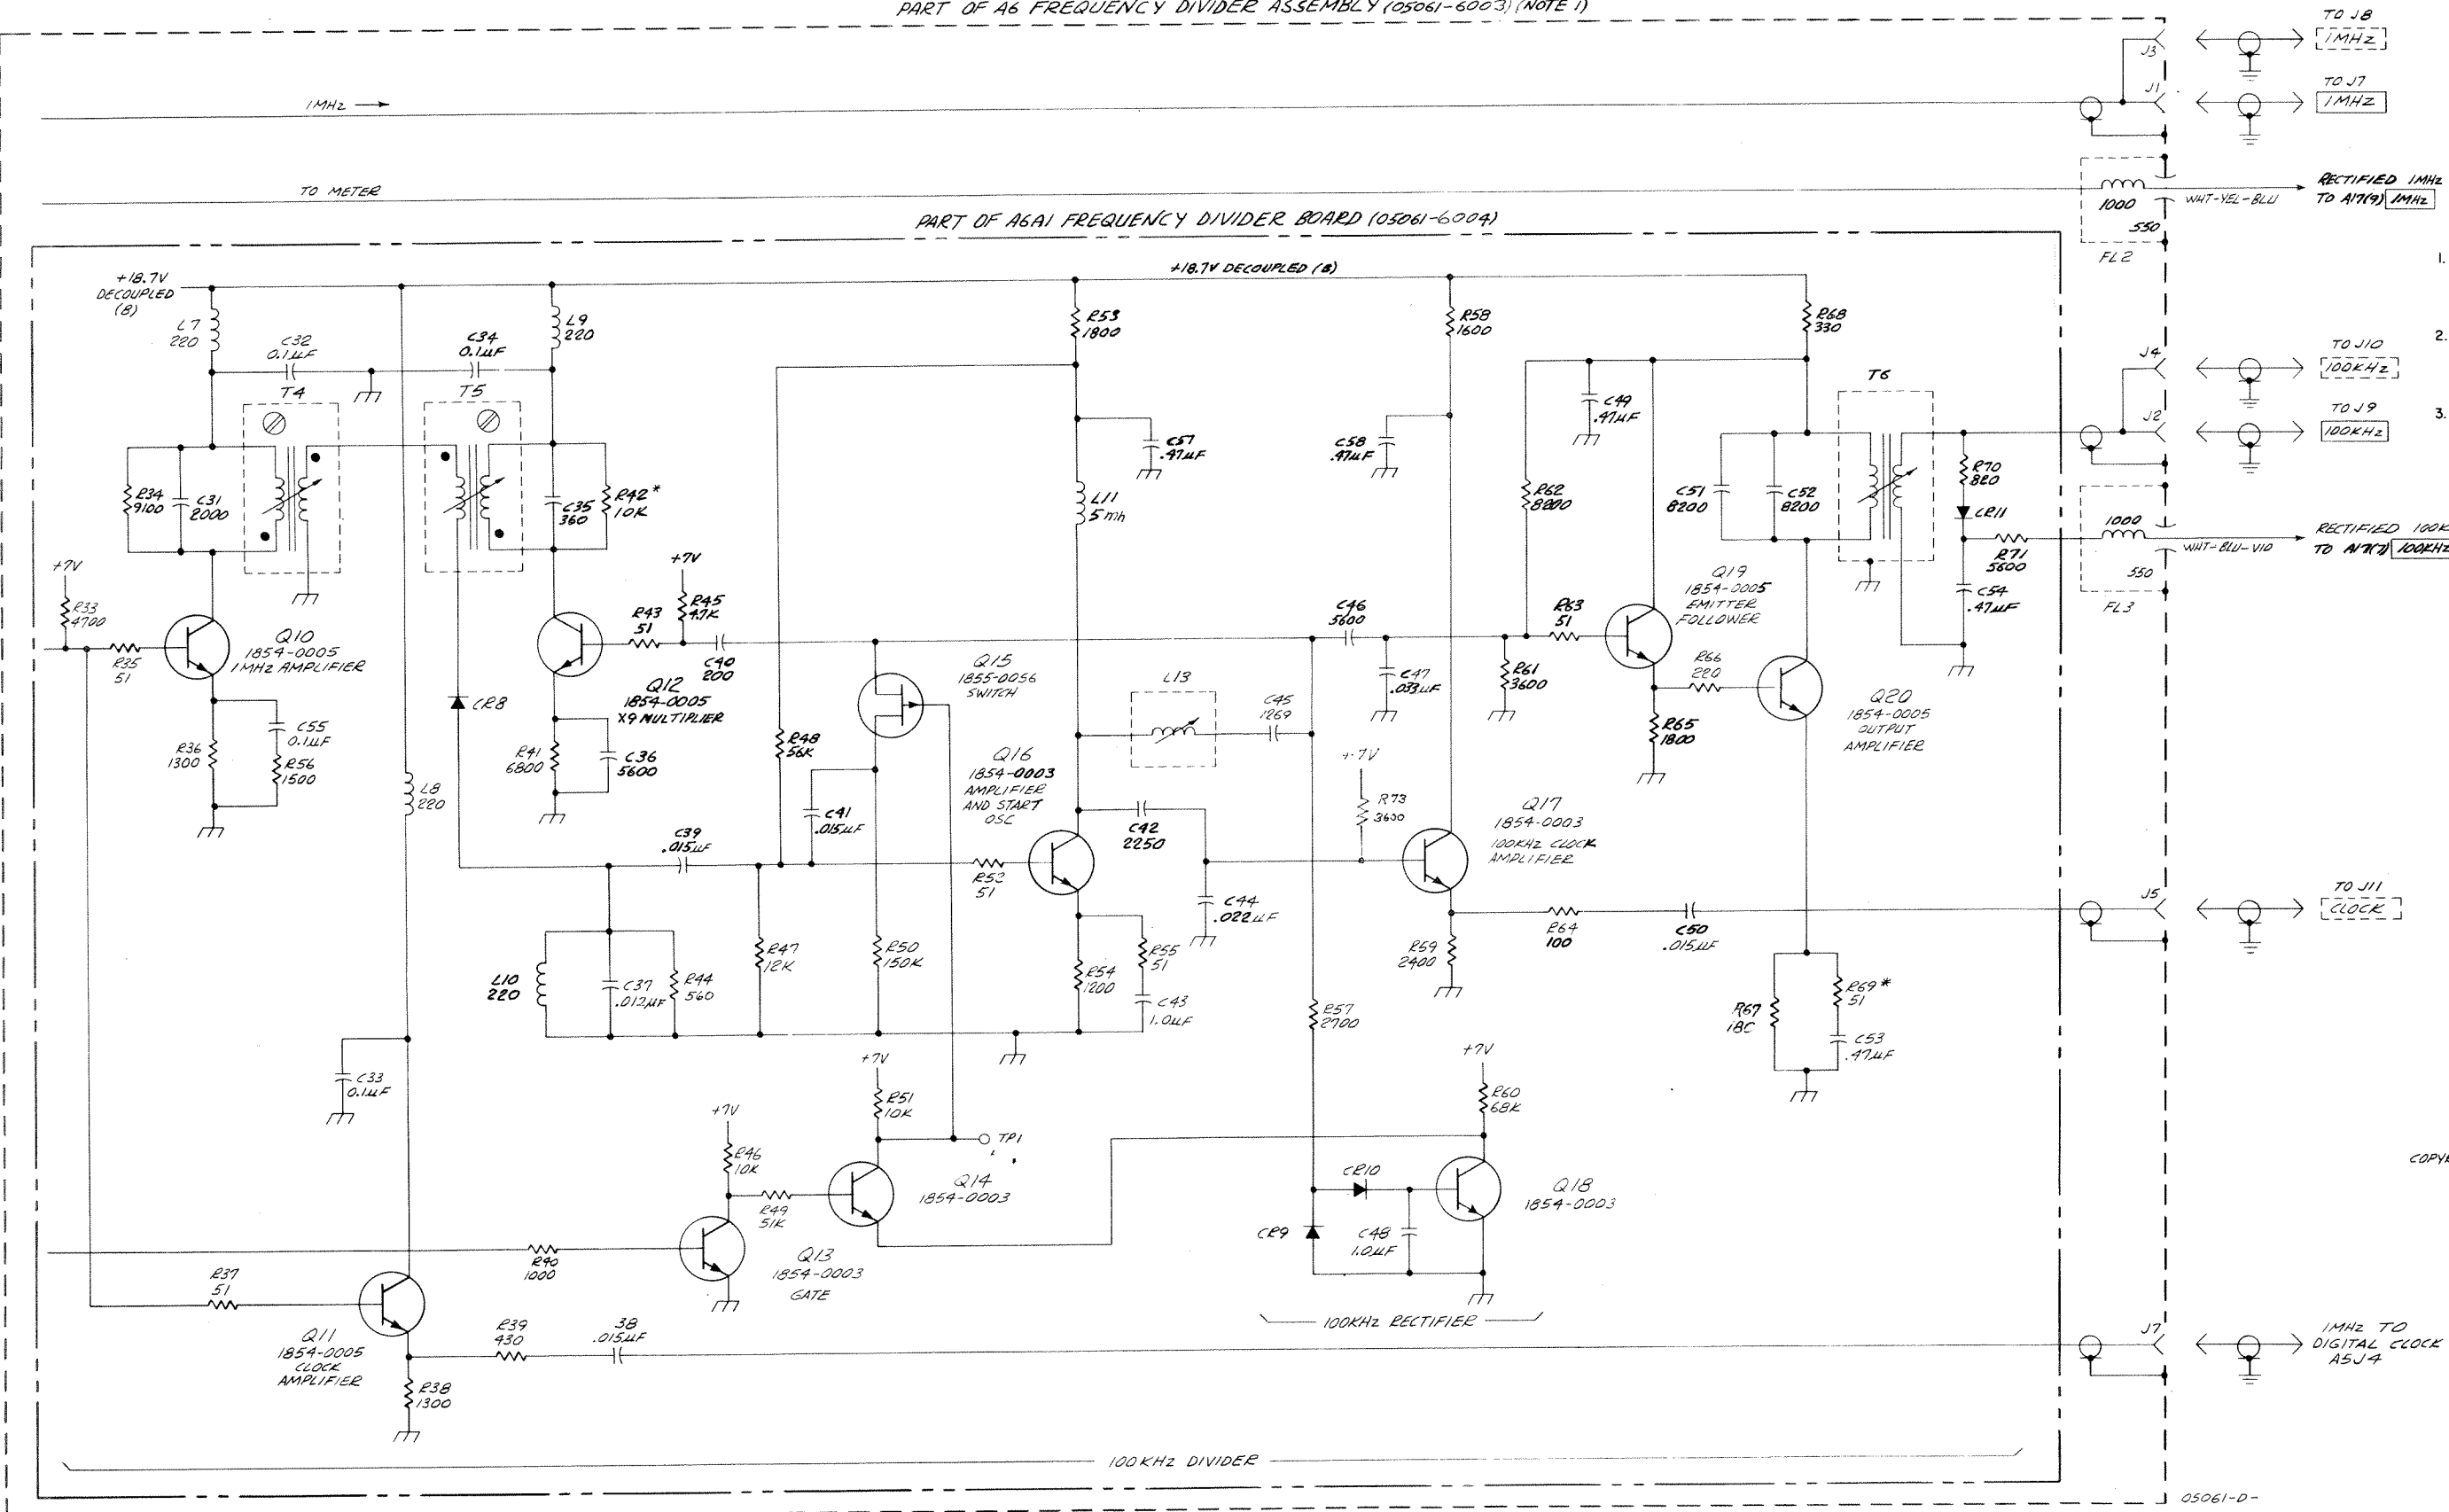 PART OF A6 FREQUENCY DIVIDER ASSEMBLY (05061-6003) (NOTE 1)
TO J8
1MHz
J3
1MHz
TO J7
1MHz
J1
TO METER
RECTIFIED 1MHz
TO A17(9) 1MHz
WHT-YEL-BLU
1000
550
FL2
PART OF A6A1 FREQUENCY DIVIDER BOARD (05061-6004)
1.
2.
3.
+18.7V
DECOUPLED
(B)
+18.7V DECOUPLED (B)
L7
220
C32
0.1µF
C34
0.1µF
L9
220
R53
1800
R58
1600
R68
330
T4
T5
T6
C49
.47µF
C57
.47µF
C58
.47µF
J4
TO J10
100KHz
J2
TO J9
100KHz
R34
9100
C31
2000
C35
360
R42*
10K
L11
5mh
R62
8200
C51
8200
C52
8200
R70
820
CR11
R71
5600
C54
.47µF
1000
550
FL3
WHT-BLU-VIO
RECTIFIED 100K
TO A17(7) 100KHz
+7V
R33
4700
R35
51
Q10
1854-0005
1MHz AMPLIFIER
+7V
R43
51
R45
47K
C40
200
Q12
1854-0005
X9 MULTIPLIER
Q15
1855-0056
SWITCH
C46
5600
R63
51
Q19
1854-0005
EMITTER
FOLLOWER
R66
220
Q20
1854-0005
OUTPUT
AMPLIFIER
C47
.033µF
R61
3600
R65
1800
L13
C45
1269
R36
1300
C55
0.1µF
R56
1500
CR8
R41
6800
C36
5600
R48
56K
L8
220
C41
.015µF
Q16
1854-0003
AMPLIFIER
AND START
OSC
C42
2250
+7V
R73
3600
Q17
1854-0003
100KHz CLOCK
AMPLIFIER
C39
.015µF
R52
51
C44
.022µF
R64
100
C50
.015µF
J5
TO J11
CLOCK
L10
220
C37
.012µF
R44
560
R47
12K
R50
150K
R54
1200
R55
51
C43
1.0µF
R59
2400
R57
2700
R67
R69*
51
C53
.47µF
C33
0.1µF
+7V
R51
10K
+7V
R60
68K
+7V
R46
10K
TP1
R49
51K
Q14
1854-0003
CR10
Q18
1854-0003
CR9
C48
1.0µF
R40
1000
Q13
1854-0003
GATE
R37
51
Q11
1854-0005
CLOCK
AMPLIFIER
R39
430
38
.015µF
R38
1300
100KHz RECTIFIER
J7
1MHz TO
DIGITAL CLOCK
A5J4
100KHz DIVIDER
05061-D-